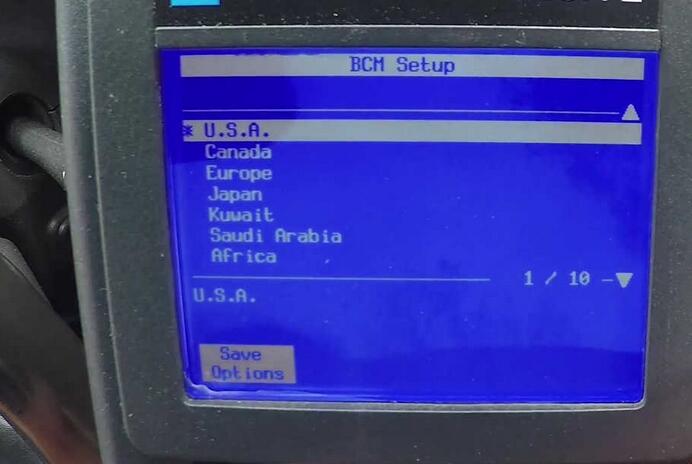 BCM Setup
* U.S.A.
Canada
Europe
Japan
Kuwait
Saudi Arabia
Africa
1 / 10
U.S.A.
Save
Options